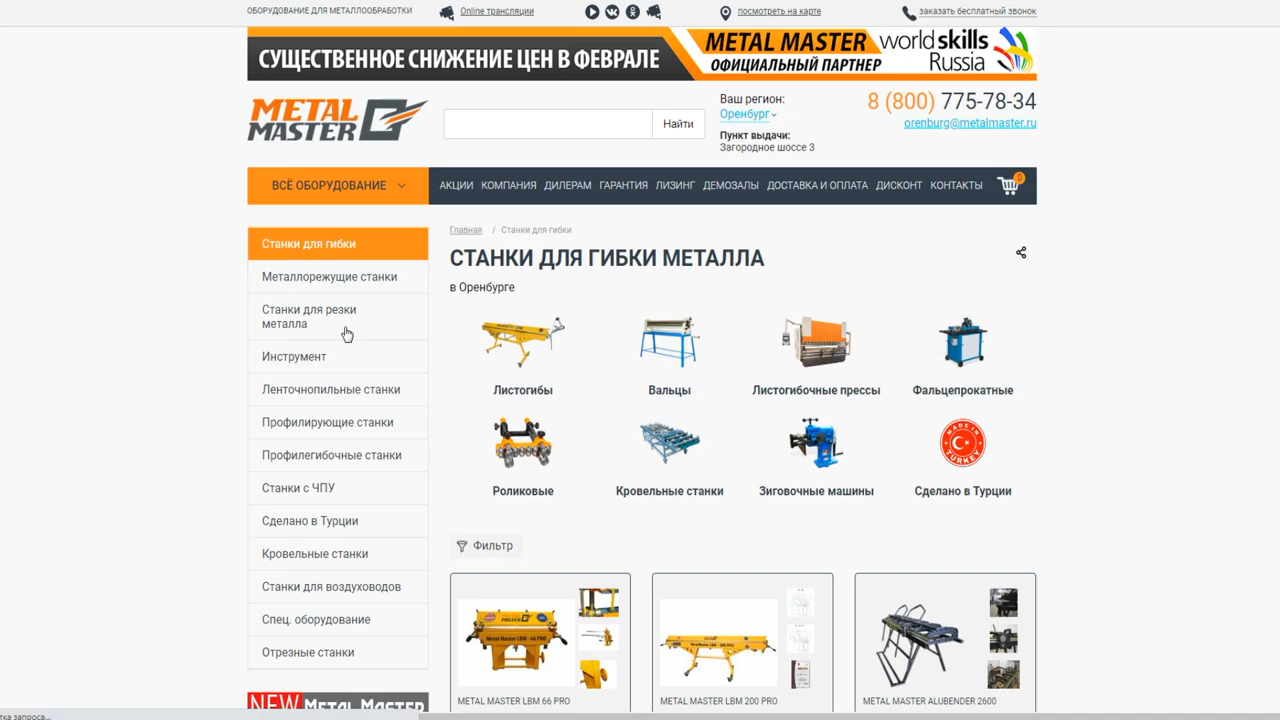 ОБОРУДОВАНИЕ ДЛЯ МЕТАЛЛООБРАБОТКИ
Online трансляции
посмотреть на карте
заказать бесплатный звонок
СУЩЕСТВЕННОЕ СНИЖЕНИЕ ЦЕН В ФЕВРАЛЕ
METAL MASTER
ОФИЦИАЛЬНЫЙ ПАРТНЕР
world skills
Russia
METAL
MASTER
Найти
Ваш регион:
Оренбург
Пункт выдачи:
Загородное шоссе 3
8 (800) 775-78-34
orenburg@metalmaster.ru
ВСЁ ОБОРУДОВАНИЕ
АКЦИИ КОМПАНИЯ ДИЛЕРАМ ГАРАНТИЯ ЛИЗИНГ ДЕМОЗАЛЫ ДОСТАВКА И ОПЛАТА ДИСКОНТ КОНТАКТЫ
0
Станки для гибки
Металлорежущие станки
Станки для резки
металла
Инструмент
Ленточнопильные станки
Профилирующие станки
Профилегибочные станки
Станки с ЧПУ
Сделано в Турции
Кровельные станки
Станки для воздуховодов
Спец. оборудование
Отрезные станки
NEW Metal Master
Главная / Станки для гибки
СТАНКИ ДЛЯ ГИБКИ МЕТАЛЛА
в Оренбурге
Листогибы
Вальцы
Листогибочные прессы
Фальцепрокатные
MADE IN
TURKEY
Роликовые
Кровельные станки
Зиговочные машины
Сделано в Турции
Фильтр
Metal Master LBM - 66 PRO
METAL MASTER LBM 66 PRO
METAL MASTER LBM 200 PRO
METAL MASTER ALUBENDER 2600
тка запроса...